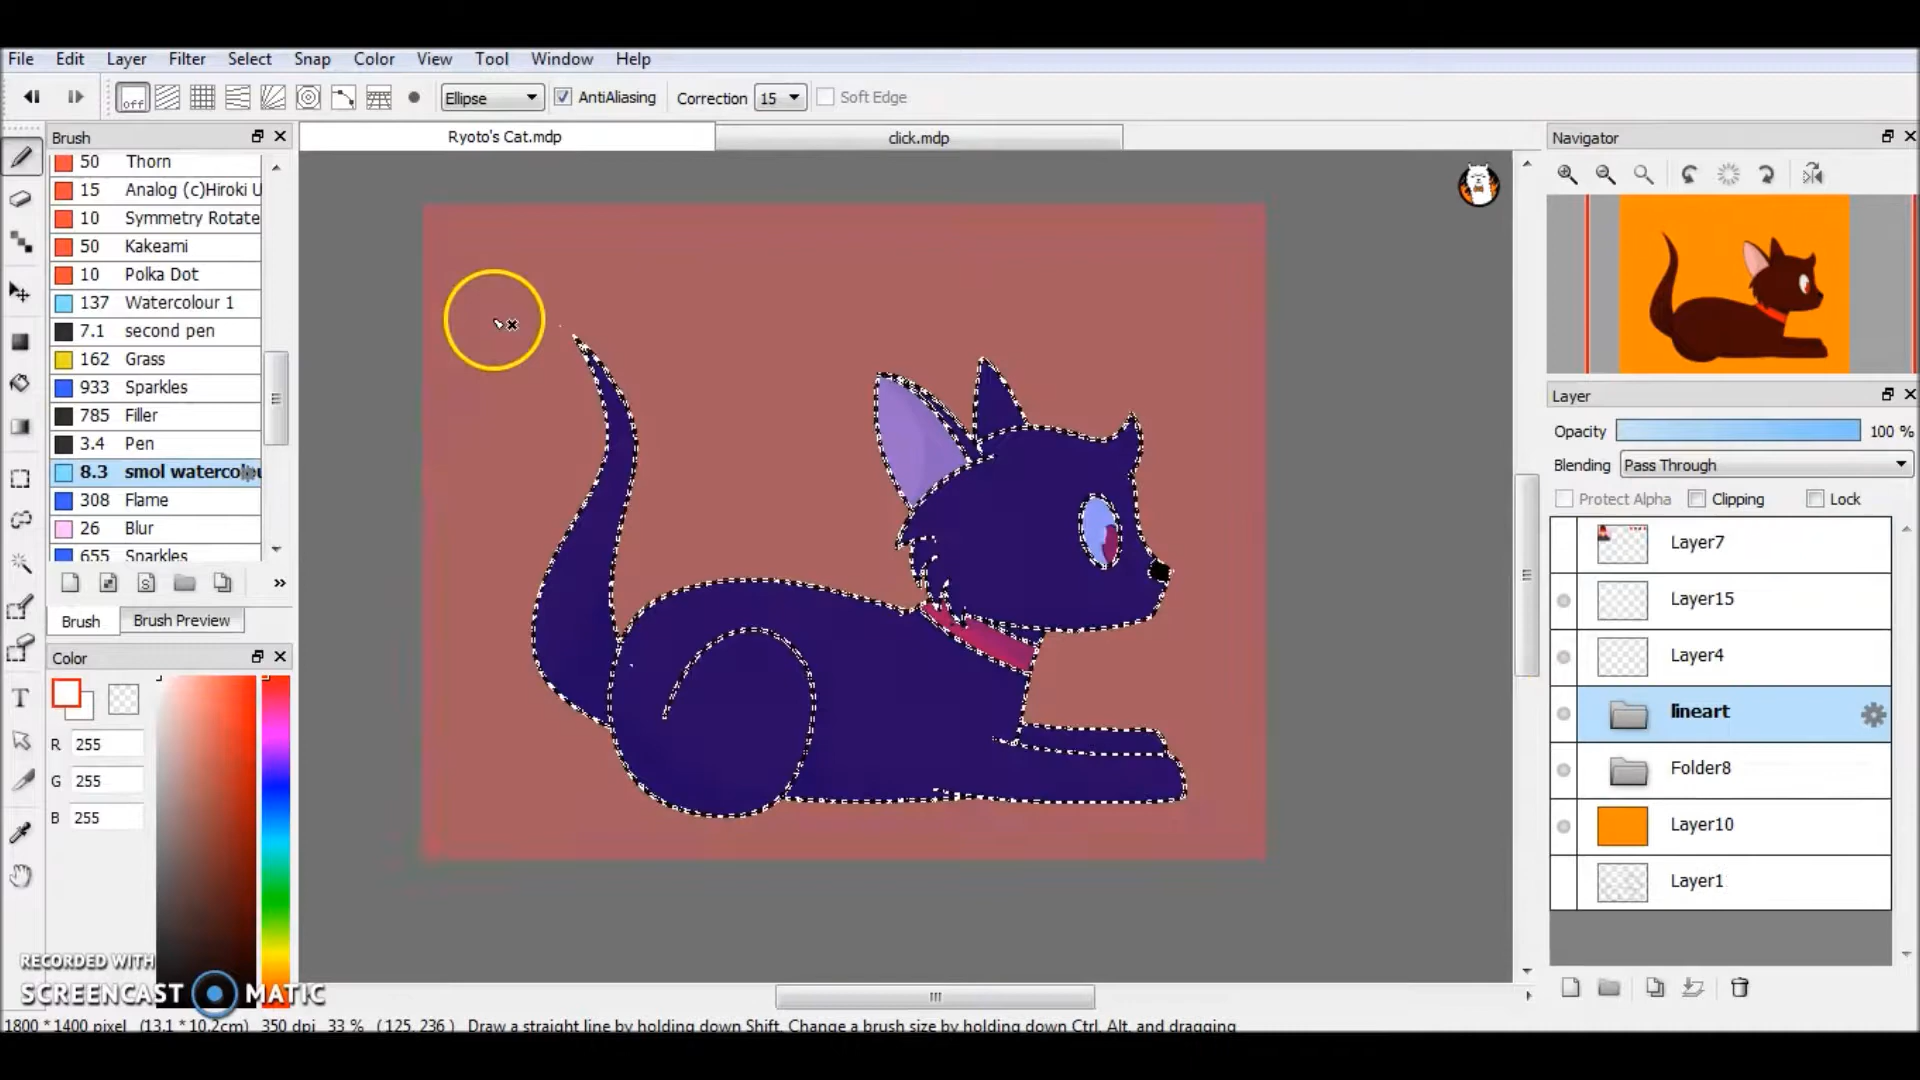 File Edit Layer Filter Select Snap Color View Tool Window Help
off Ellipse AntiAliasing Correction 15 Soft Edge
Brush
50 Thorn
15 Analog (c)Hiroki U
10 Symmetry Rotate
50 Kakeami
10 Polka Dot
137 Watercolour 1
7.1 second pen
162 Grass
933 Sparkles
785 Filler
3.4 Pen
8.3 smol watercolou
308 Flame
26 Blur
655 Sparkles
Brush Brush Preview
Color
R 255
G 255
B 255
Ryoto's Cat.mdp click.mdp
Navigator
Layer
Opacity 100 %
Blending Pass Through
Protect Alpha Clipping Lock
Layer7
Layer15
Layer4
lineart
Folder8
Layer10
Layer1
RECORDED WITH
SCREENCAST MATIC
1800 * 1400 pixel (13.1 * 10.2cm) 350 dpi 33 % ( 125, 236 ) Draw a straight line by holding down Shift, Change a brush size by holding down Ctrl, Alt, and dragging